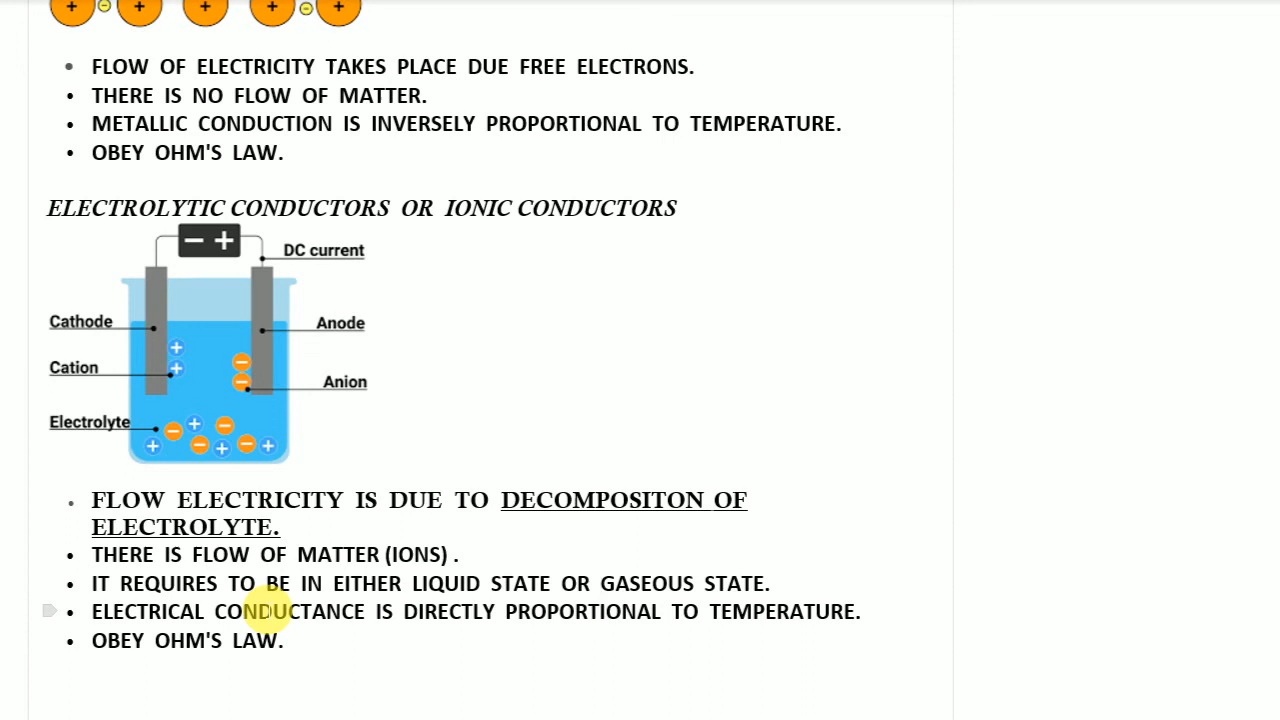 FLOW OF ELECTRICITY TAKES PLACE DUE FREE ELECTRONS.
THERE IS NO FLOW OF MATTER.
METALLIC CONDUCTION IS INVERSELY PROPORTIONAL TO TEMPERATURE.
OBEY OHM'S LAW.
ELECTROLYTIC CONDUCTORS OR IONIC CONDUCTORS
DC current
Cathode
Anode
Cation
Anion
Electrolyte
FLOW ELECTRICITY IS DUE TO DECOMPOSITON OF
ELECTROLYTE.
THERE IS FLOW OF MATTER (IONS) .
IT REQUIRES TO BE IN EITHER LIQUID STATE OR GASEOUS STATE.
ELECTRICAL CONDUCTANCE IS DIRECTLY PROPORTIONAL TO TEMPERATURE.
OBEY OHM'S LAW.